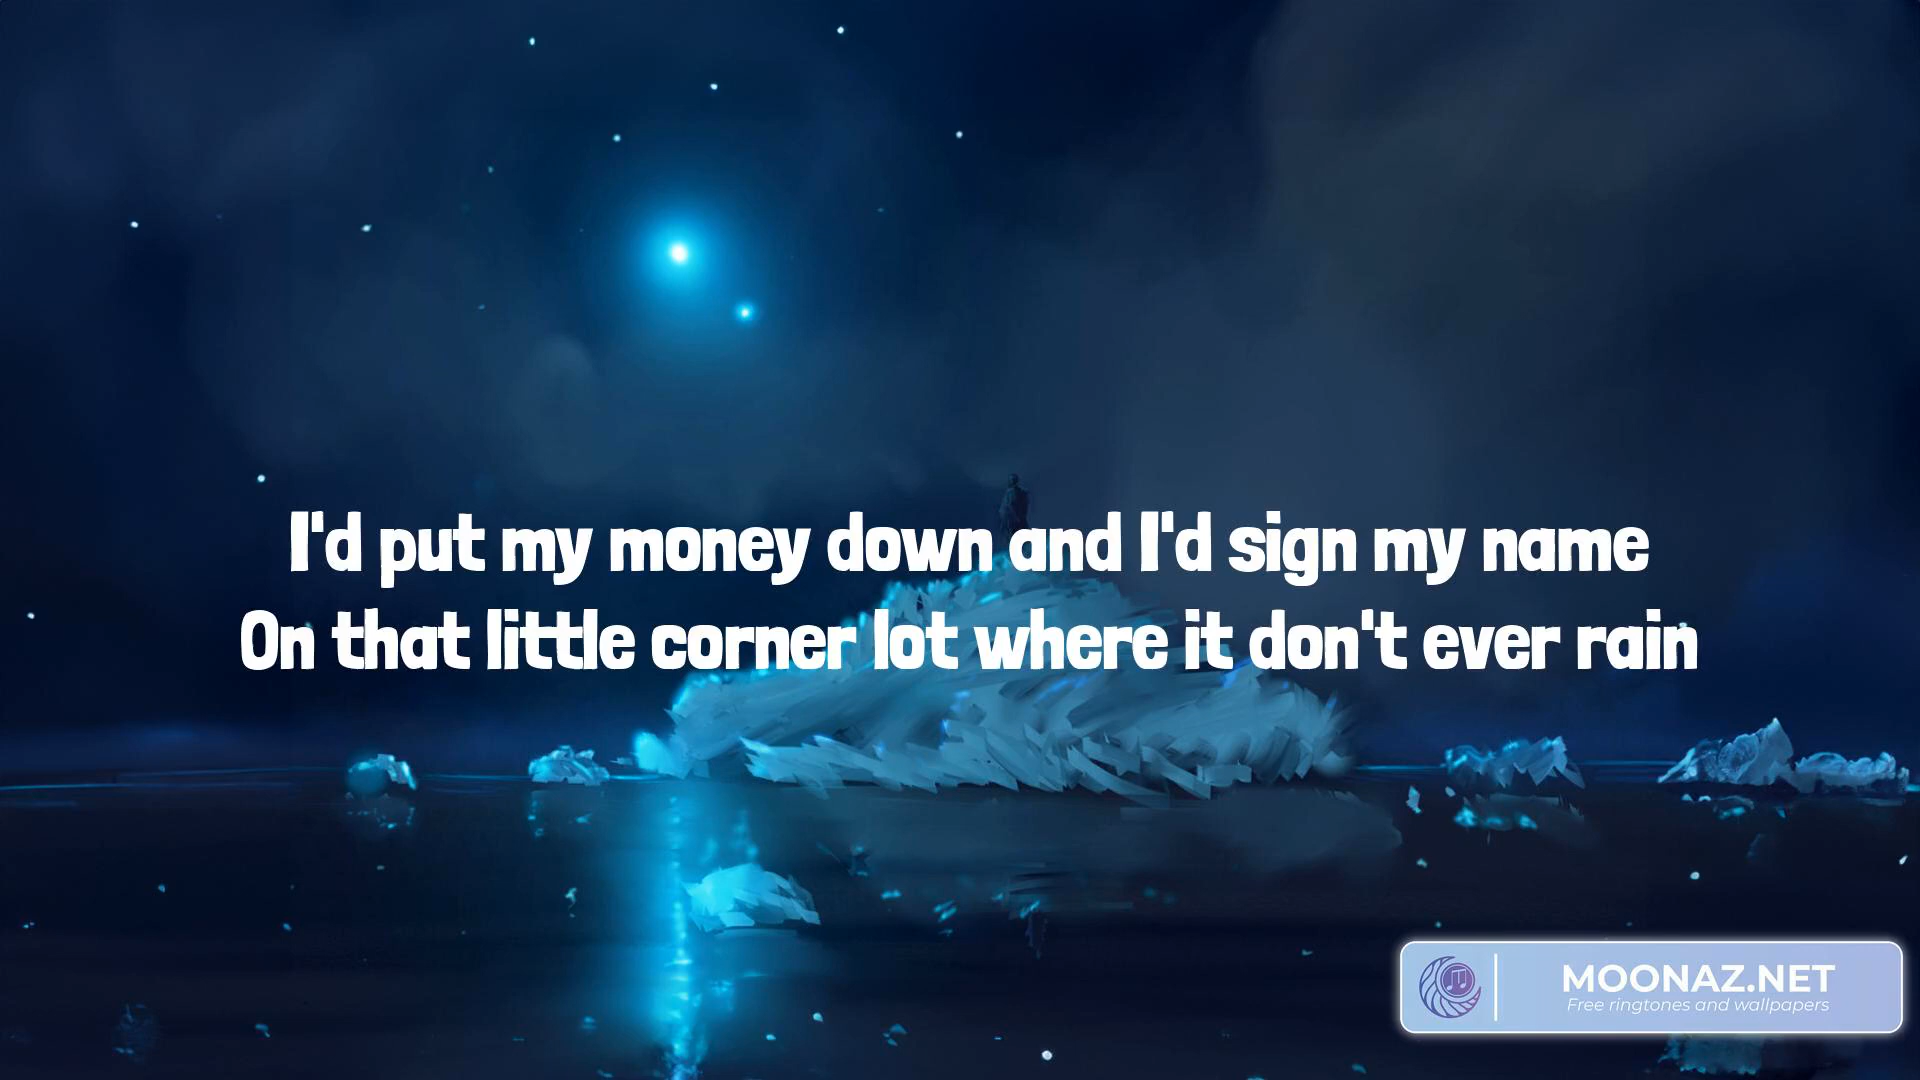 I'd put my money down and I'd sign my name
On that little corner lot where it don't ever rain
MOONAZ.NET
Free ringtones and wallpapers